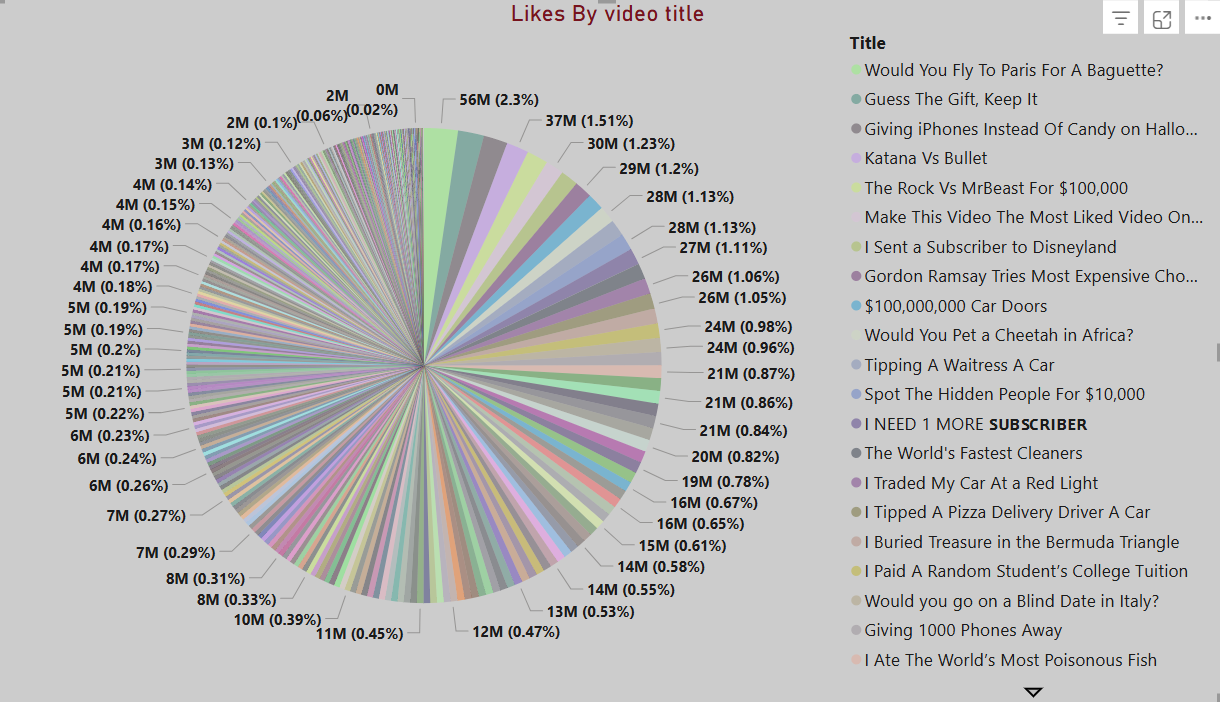 Likes By video title
0M
2M
(0.02%)
(0.06%)
2M (0.1%)
3M (0.12%)
3M (0.13%)
4M (0.14%)
4M (0.15%)
4M (0.16%)
4M (0.17%)
4M (0.17%)
4M (0.18%)
5M (0.19%)
5M (0.19%)
5M (0.2%)
5M (0.21%)
5M (0.21%)
5M (0.22%)
6M (0.23%)
6M (0.24%)
6M (0.26%)
7M (0.27%)
7M (0.29%)
8M (0.31%)
8M (0.33%)
10M (0.39%)
11M (0.45%)
56M (2.3%)
37M (1.51%)
30M (1.23%)
29M (1.2%)
28M (1.13%)
28M (1.13%)
27M (1.11%)
26M (1.06%)
26M (1.05%)
24M (0.98%)
24M (0.96%)
21M (0.87%)
21M (0.86%)
21M (0.84%)
20M (0.82%)
19M (0.78%)
16M (0.67%)
16M (0.65%)
15M (0.61%)
14M (0.58%)
14M (0.55%)
13M (0.53%)
12M (0.47%)
Title
Would You Fly To Paris For A Baguette?
Guess The Gift, Keep It
Giving iPhones Instead Of Candy on Hallo...
Katana Vs Bullet
The Rock Vs MrBeast For $100,000
Make This Video The Most Liked Video On...
I Sent a Subscriber to Disneyland
Gordon Ramsay Tries Most Expensive Cho...
$100,000,000 Car Doors
Would You Pet a Cheetah in Africa?
Tipping A Waitress A Car
Spot The Hidden People For $10,000
I NEED 1 MORE SUBSCRIBER
The World's Fastest Cleaners
I Traded My Car At a Red Light
I Tipped A Pizza Delivery Driver A Car
I Buried Treasure in the Bermuda Triangle
I Paid A Random Student’s College Tuition
Would you go on a Blind Date in Italy?
Giving 1000 Phones Away
I Ate The World’s Most Poisonous Fish